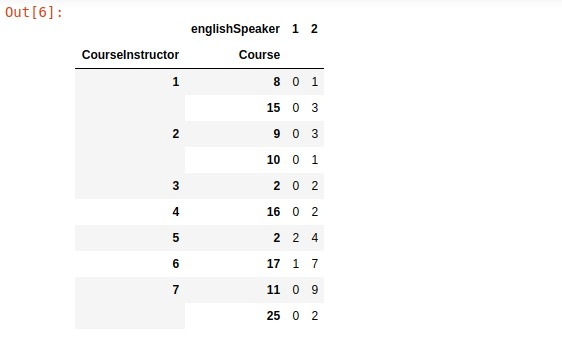 Out[6]:
englishSpeaker 1 2
CourseInstructor Course
1 8 0 1
15 0 3
2 9 0 3
10 0 1
3 2 0 2
4 16 0 2
5 2 2 4
6 17 1 7
7 11 0 9
25 0 2